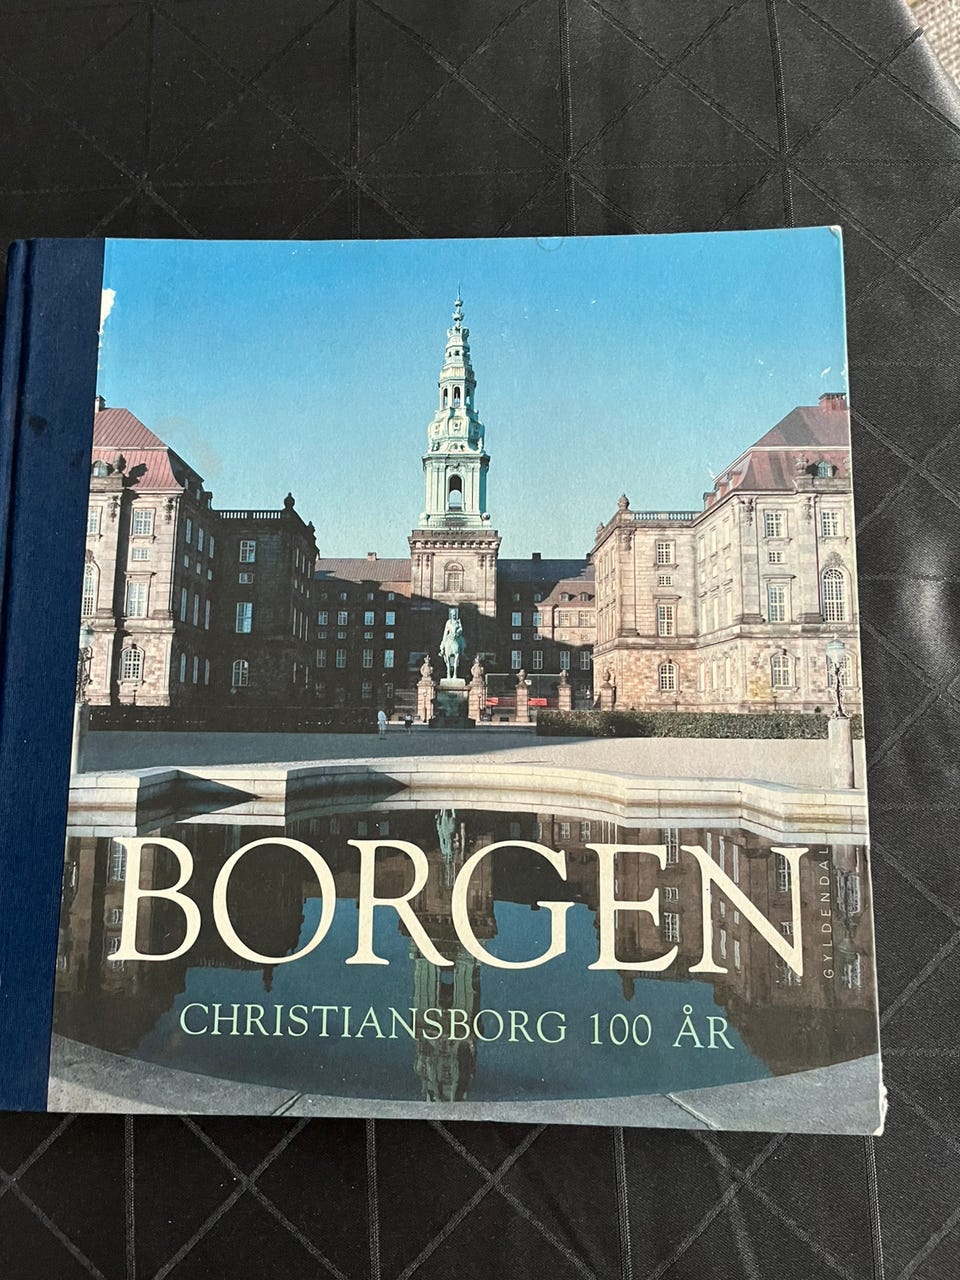 BORGEN
GYLDENDAL
CHRISTIANSBORG 100 ÅR